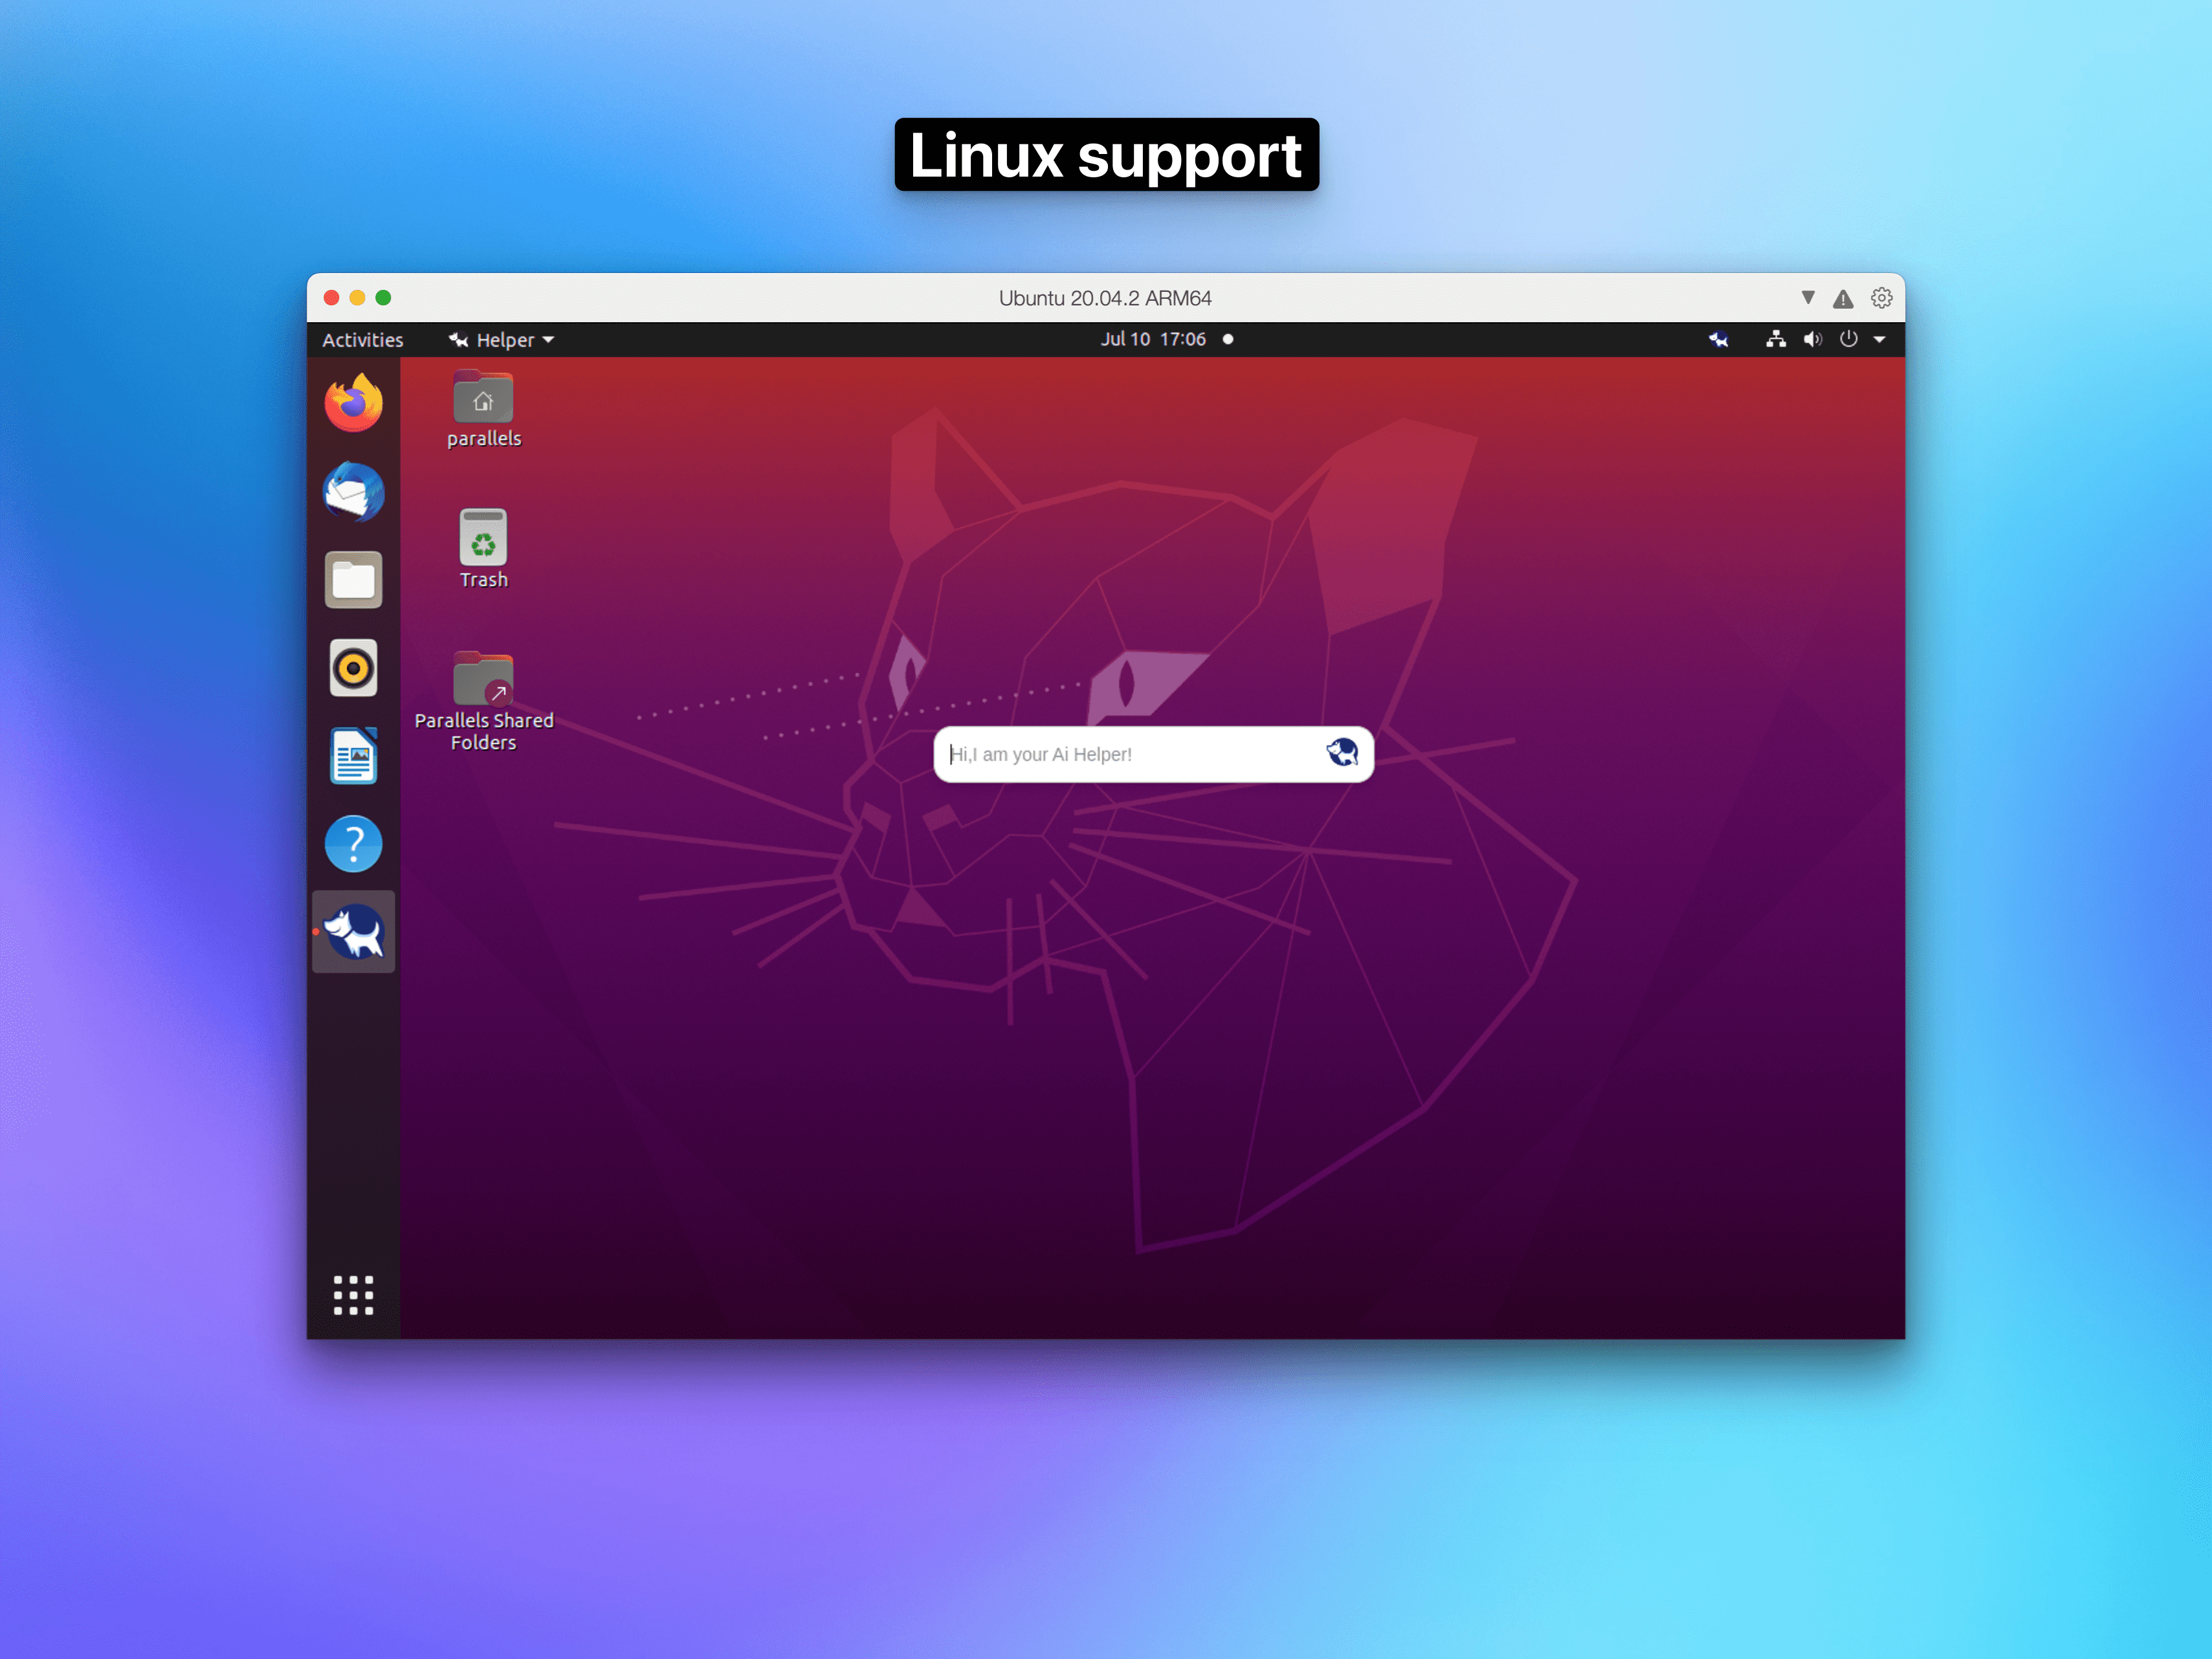 Linux support
Ubuntu 20.04.2 ARM64
Activities
Helper
Jul 10 17:06
parallels
Trash
Parallels Shared
Folders
Hi,I am your Ai Helper!
?